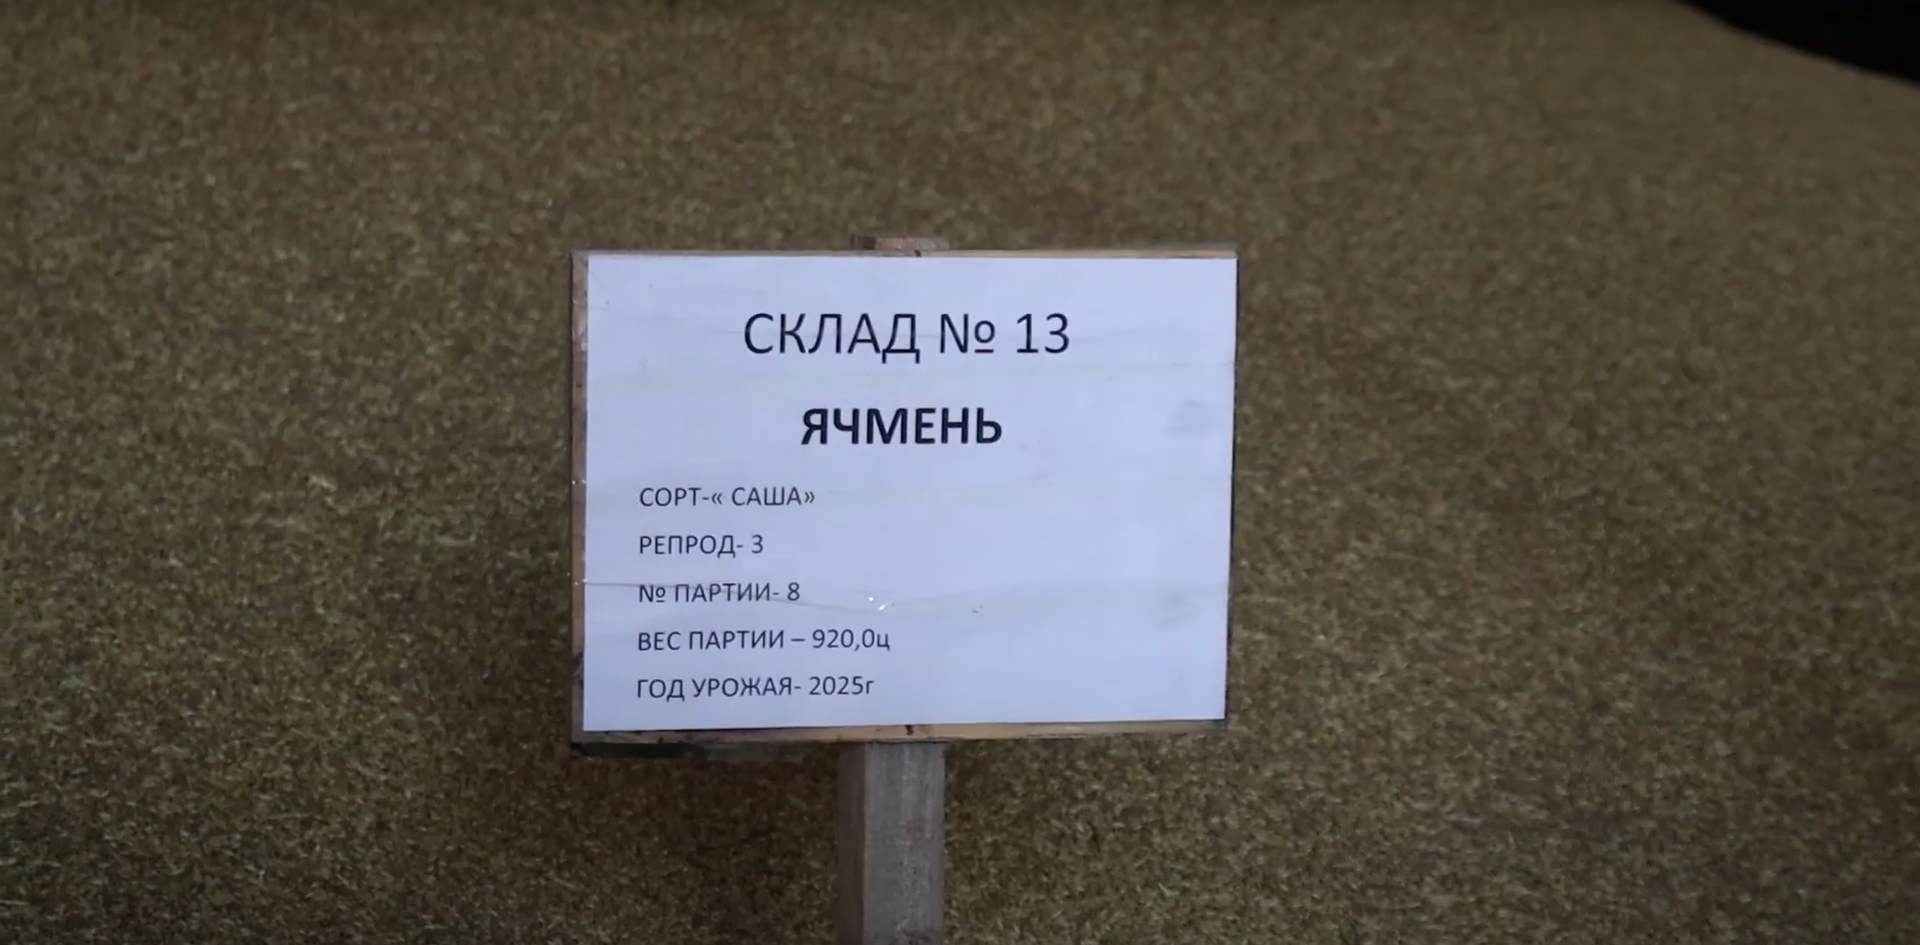 СКЛАД № 13
ЯЧМЕНЬ
СОРТ-« САША»
РЕПРОД- 3
№ ПАРТИИ- 8
ВЕС ПАРТИИ – 920,0ц
ГОД УРОЖАЯ- 2025г